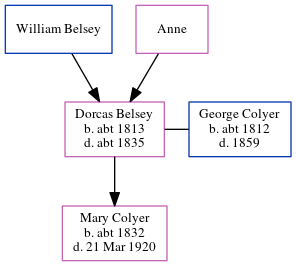 William Belsey
Anne
Dorcas Belsey
b. abt 1813
d. abt 1835
George Colyer
b. abt 1812
d. 1859
Mary Colyer
b. abt 1832
d. 21 Mar 1920